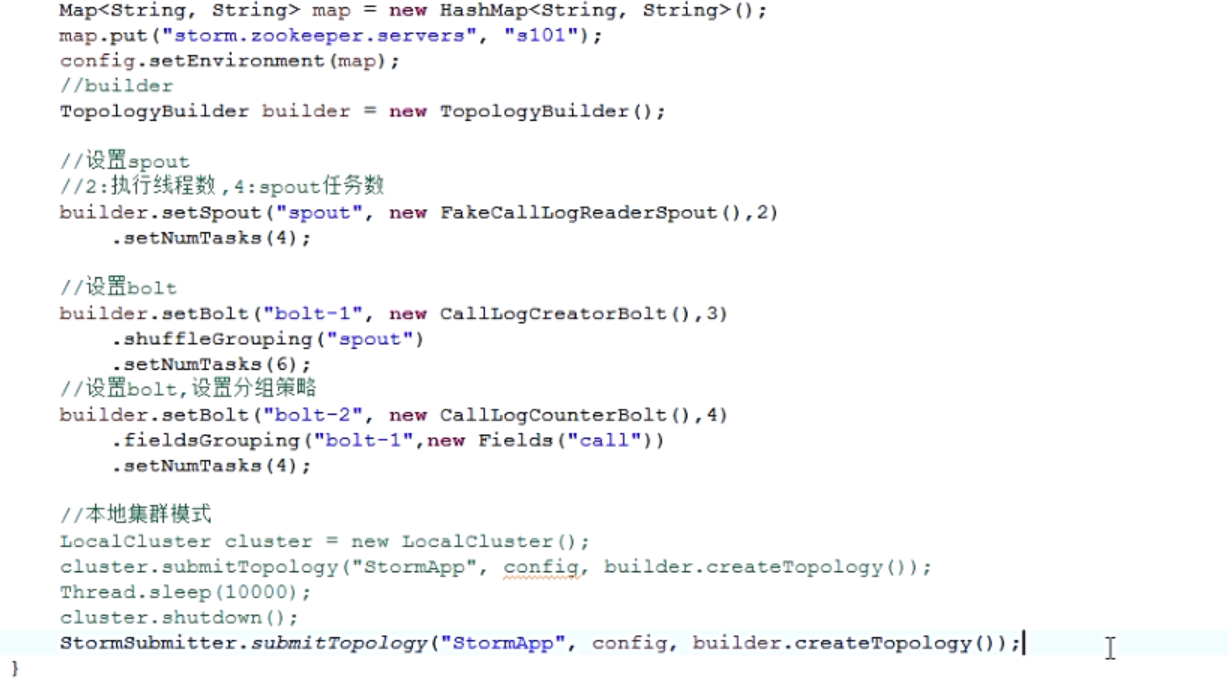 Map<String, String> map = new HashMap<String, String>();
map.put("storm.zookeeper.servers", "s101");
config.setEnvironment(map);
//builder
TopologyBuilder builder = new TopologyBuilder();
//设置spout
//2:执行线程数,4:spout任务数
builder.setSpout("spout", new FakeCallLogReaderSpout(),2)
.setNumTasks(4);
//设置bolt
builder.setBolt("bolt-1", new CallLogCreatorBolt(),3)
.shuffleGrouping("spout")
.setNumTasks(6);
//设置bolt,设置分组策略
builder.setBolt("bolt-2", new CallLogCounterBolt(),4)
.fieldsGrouping("bolt-1",new Fields("call"))
.setNumTasks(4);
//本地集群模式
LocalCluster cluster = new LocalCluster();
cluster.submitTopology("StormApp", config, builder.createTopology());
Thread.sleep(10000);
cluster.shutdown();
StormSubmitter.submitTopology("StormApp", config, builder.createTopology());
}